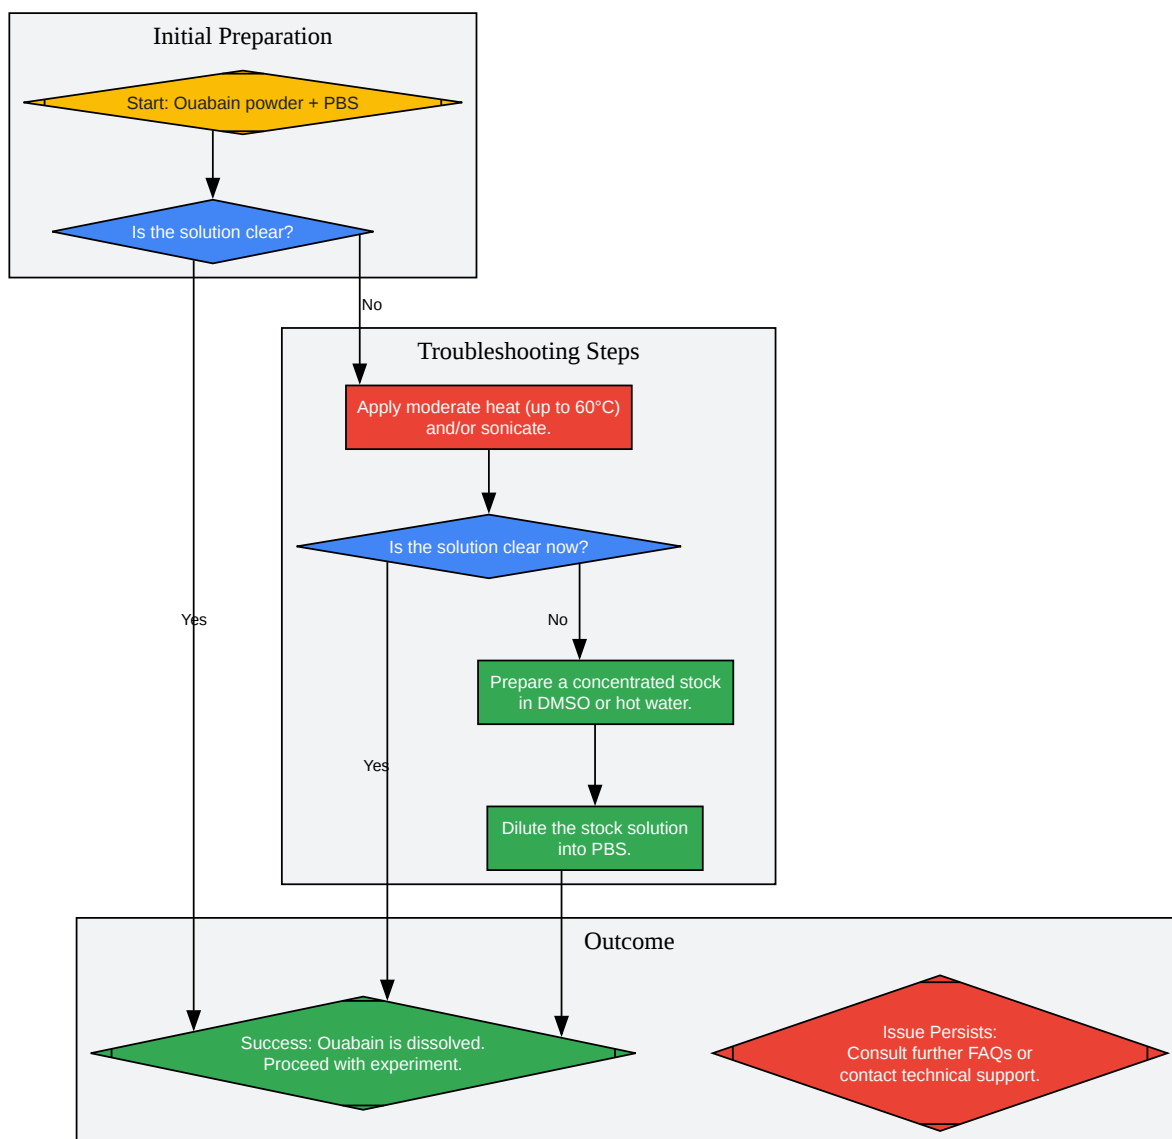 Initial Preparation
Start: Ouabain powder + PBS
Is the solution clear?
No
Troubleshooting Steps
Apply moderate heat (up to 60°C)
and/or sonicate.
Is the solution clear now?
Yes
No
Prepare a concentrated stock
in DMSO or hot water.
Yes
Dilute the stock solution
into PBS.
Outcome
Success: Ouabain is dissolved.
Proceed with experiment.
Issue Persists:
Consult further FAQs or
contact technical support.